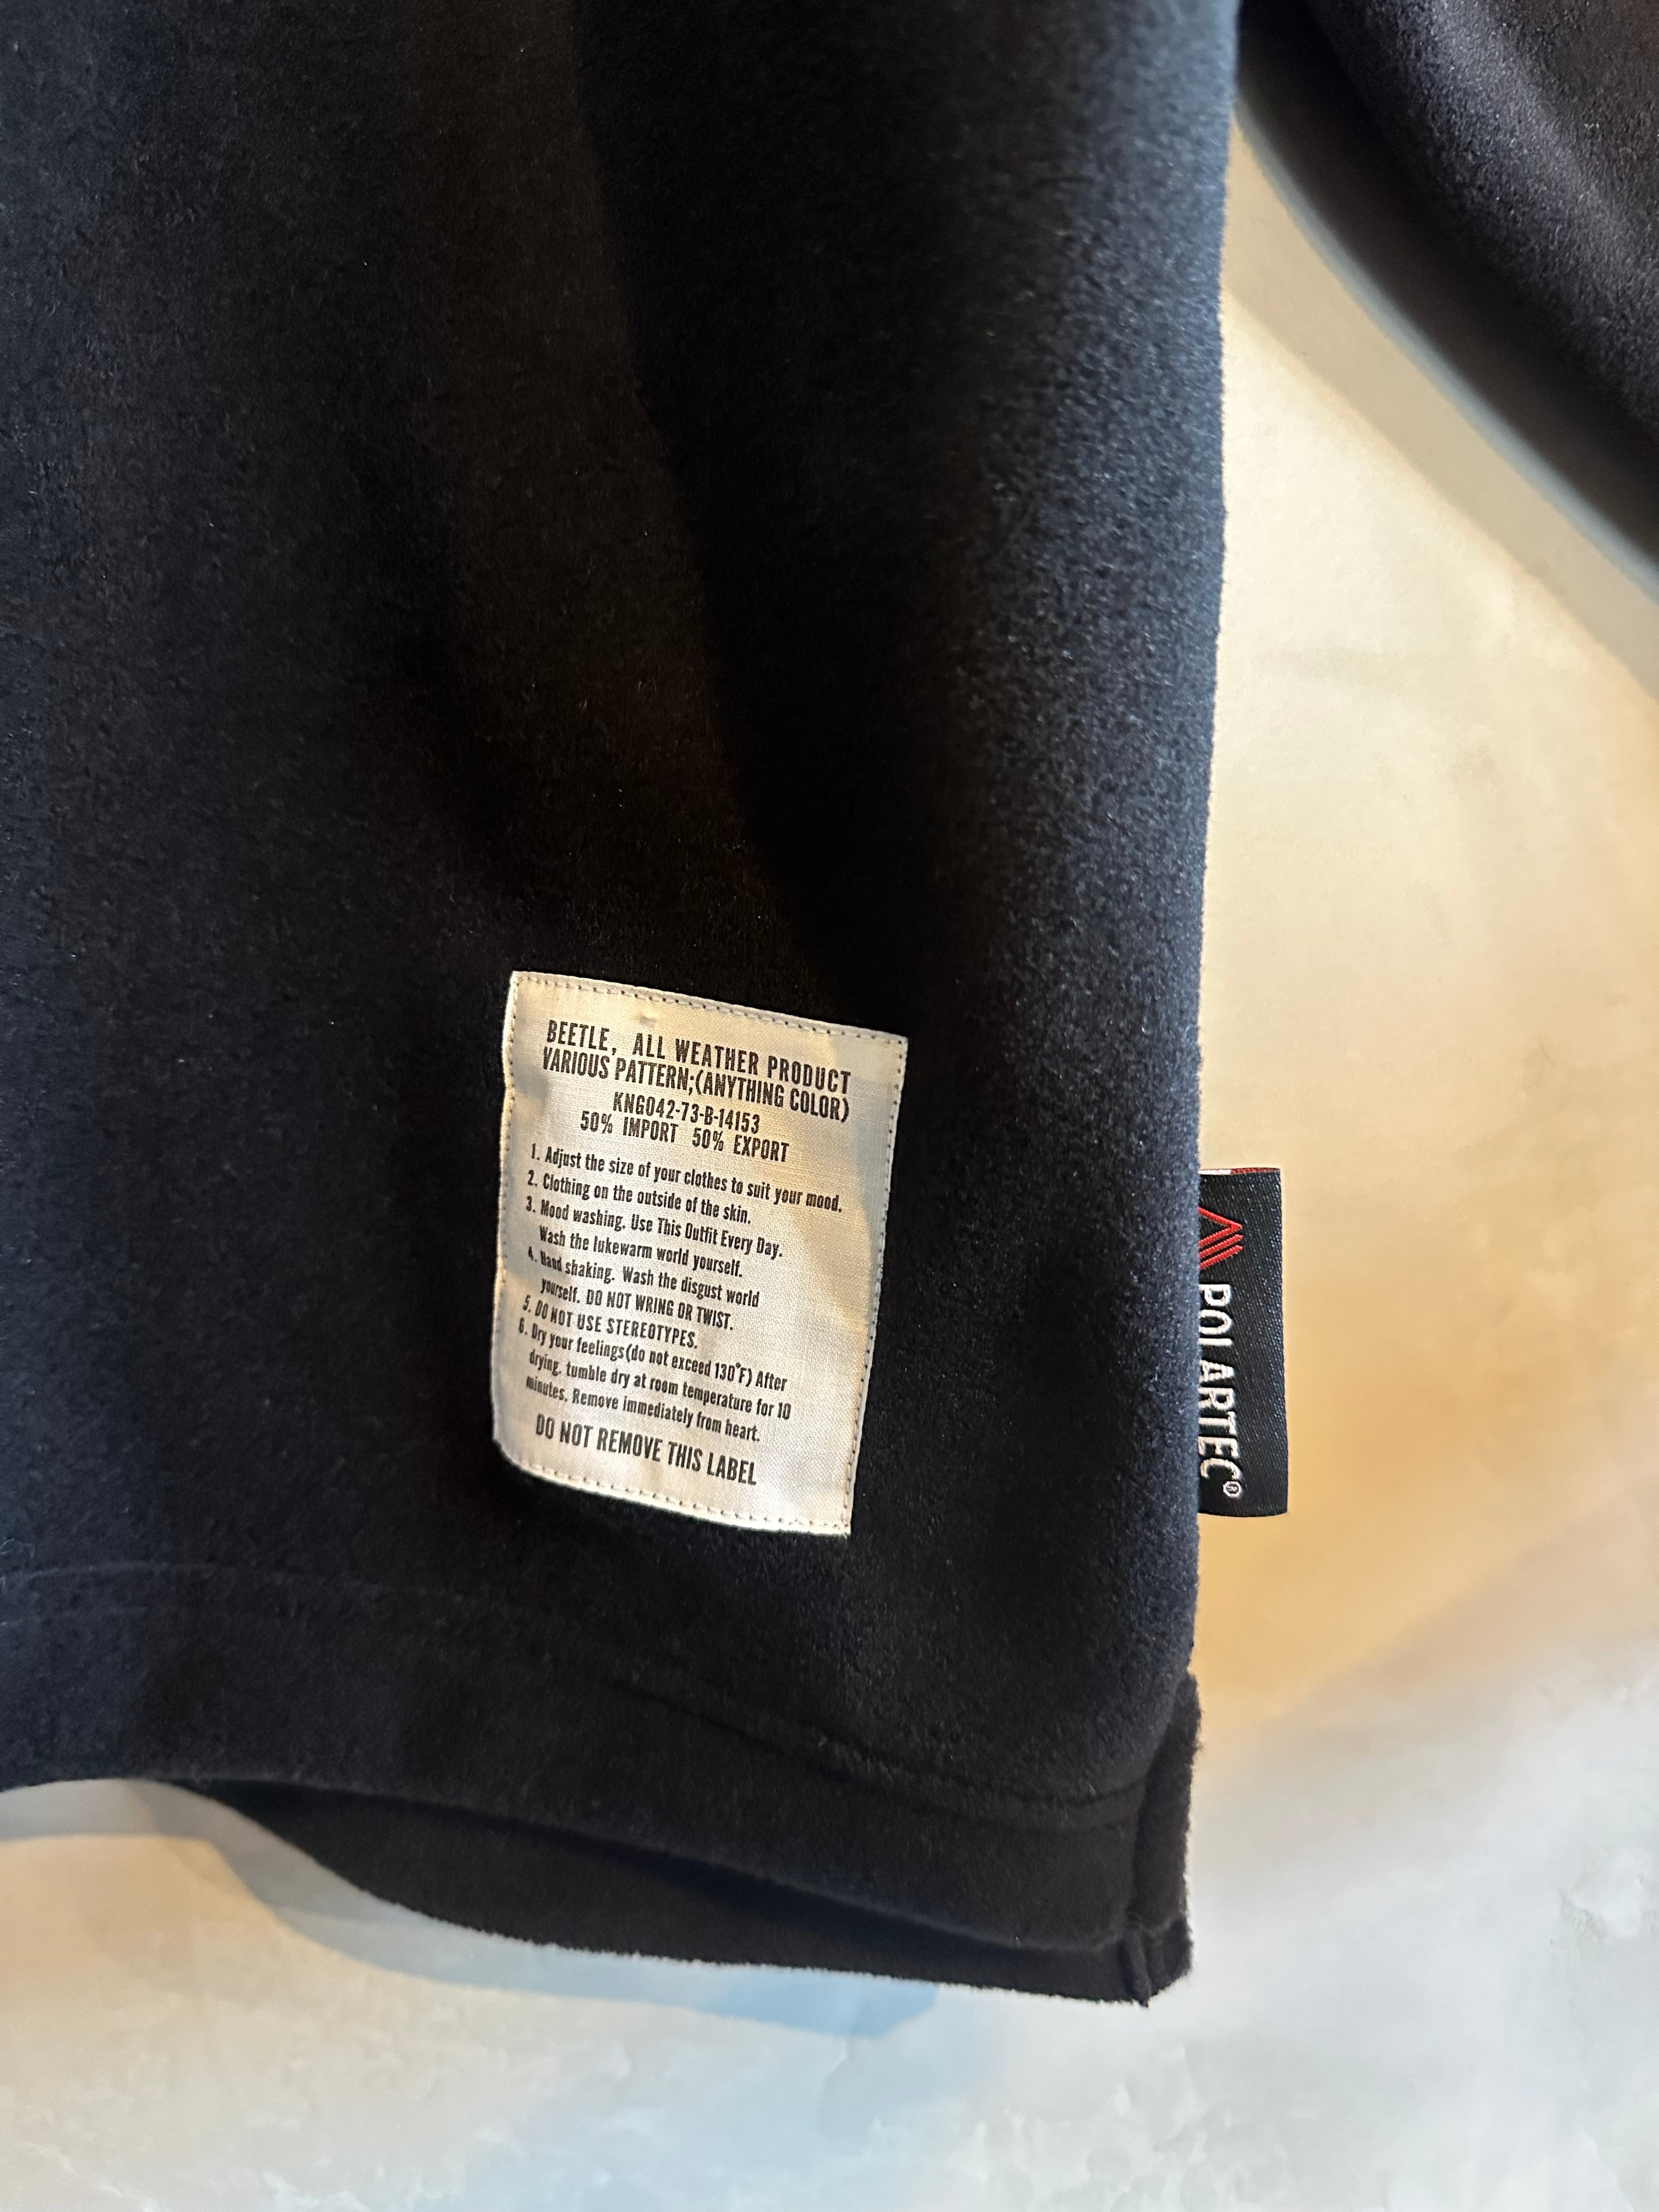 BEETLE, ALL WEATHER PRODUCT
VARIOUS PATTERN;(ANYTHING COLOR)
KNG042-73-B-14153
50% IMPORT 50% EXPORT
1. Adjust the size of your clothes to suit your mood.
2. Clothing on the outside of the skin.
3. Mood washing. Use This Outfit Every Day.
Wash the lukewarm world yourself.
4. Hand shaking. Wash the disgust world
yourself. DO NOT WRING OR TWIST.
5. DO NOT USE STEREOTYPES.
6. Dry your feelings(do not exceed 130°F) After
drying, tumble dry at room temperature for 10
minutes. Remove immediately from heart.
DO NOT REMOVE THIS LABEL
POLARTEC®